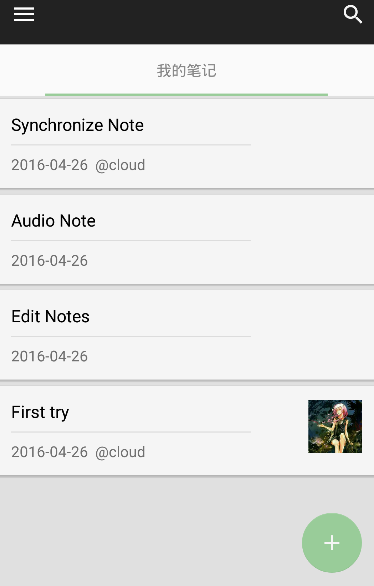 我的笔记
Synchronize Note
2016-04-26 @cloud
Audio Note
2016-04-26
Edit Notes
2016-04-26
First try
2016-04-26 @cloud